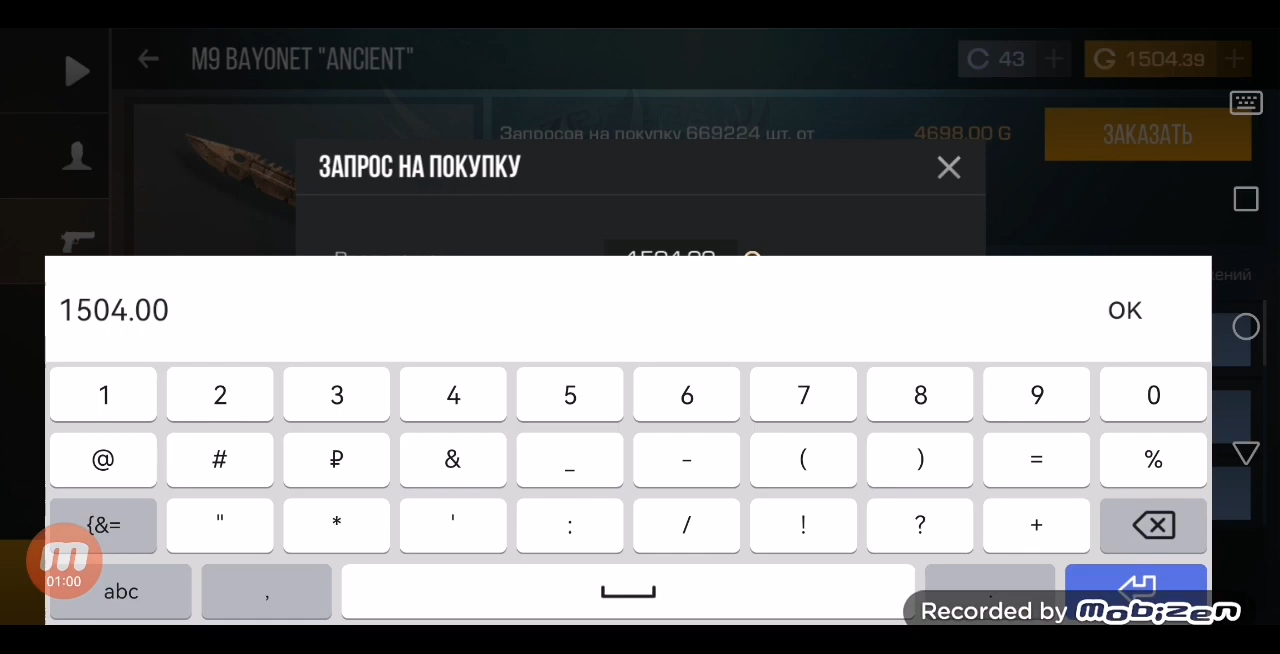 M9 BAYONET "ANCIENT"
43 +
G 1504.39 +
Запросов на покупку 669224 шт. от 4698.00 G
ЗАКАЗАТЬ
ЗАПРОС НА ПОКУПКУ
1504.00
OK
1 2 3 4 5 6 7 8 9 0
@ # ₽ & _ - ( ) = %
{&= " * ' : / ! ? +
abc , .
01:00
Recorded by Mobizen